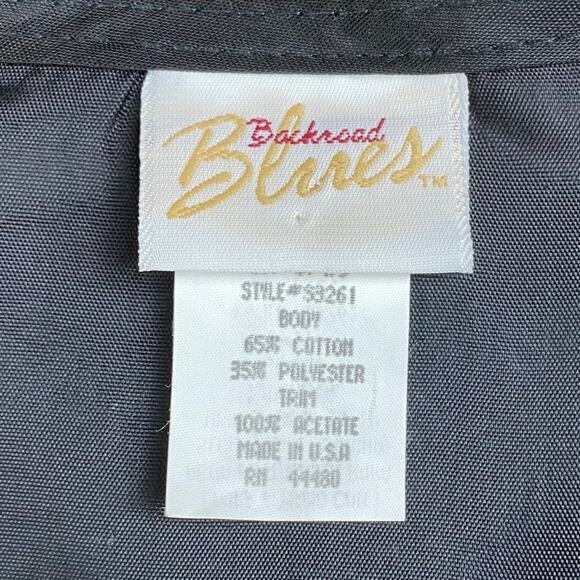 Backroad
Blues TM
STYLE#S3261
BODY
65% COTTON
35% POLYESTER
TRIM
100% ACETATE
MADE IN U.S.A
RN 44480